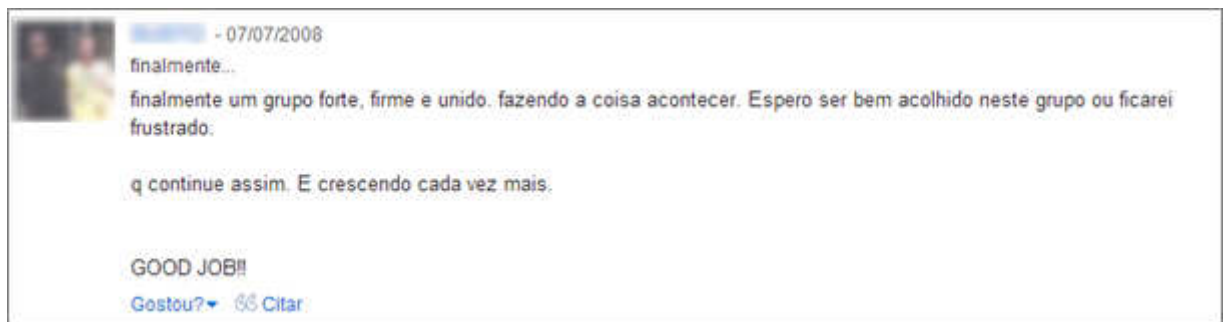 - 07/07/2008
finalmente...
finalmente um grupo forte, firme e unido. fazendo a coisa acontecer. Espero ser bem acolhido neste grupo ou ficarei
frustrado.
q continue assim. E crescendo cada vez mais.
GOOD JOB!!
Gostou? Citar